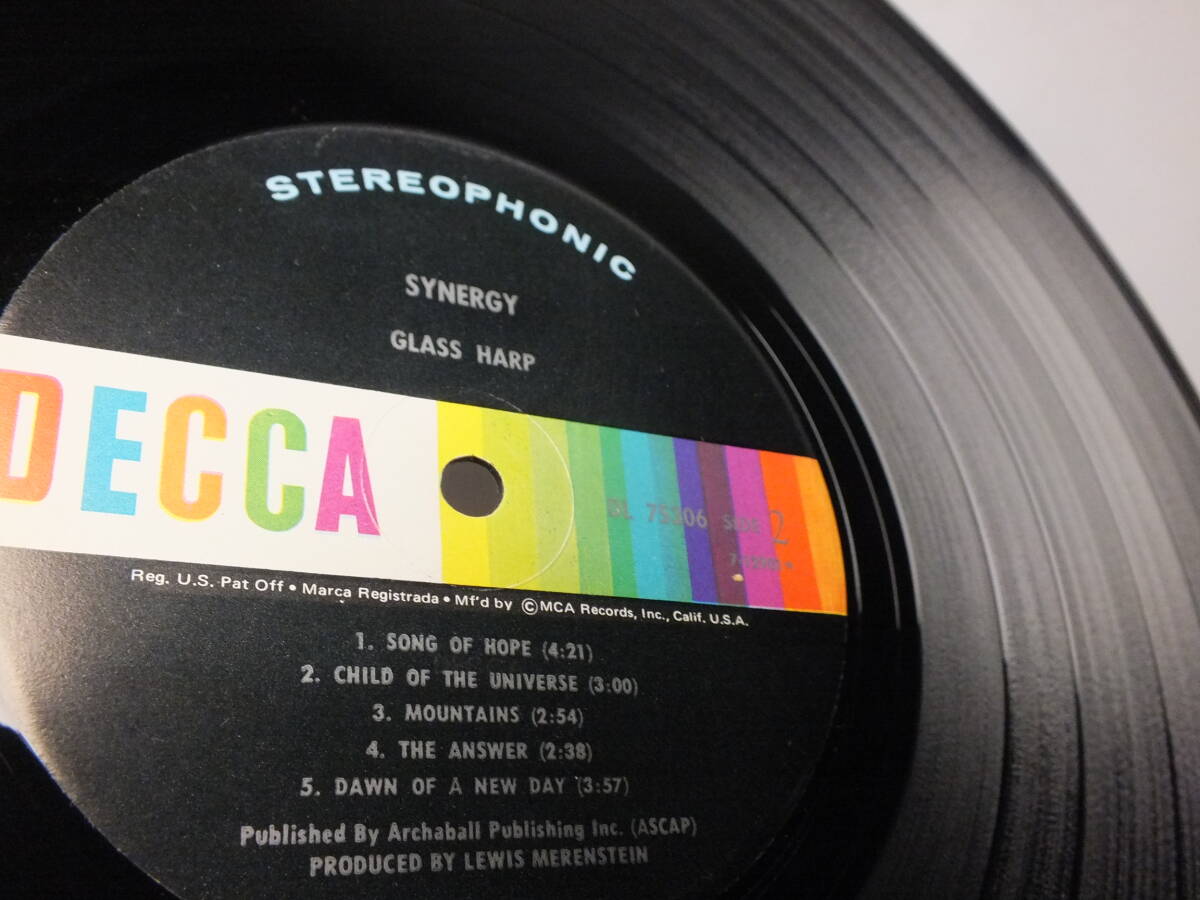 STEREOPHONIC
SYNERGY
GLASS HARP
DECCA
DL 75306 SIDE 2
Reg. U.S. Pat Off • Marca Registrada • Mf'd by ©MCA Records, Inc., Calif. U.S.A.
1. SONG OF HOPE (4:21)
2. CHILD OF THE UNIVERSE (3:00)
3. MOUNTAINS (2:54)
4. THE ANSWER (2:38)
5. DAWN OF A NEW DAY (3:57)
Published By Archaball Publishing Inc. (ASCAP)
PRODUCED BY LEWIS MERENSTEIN